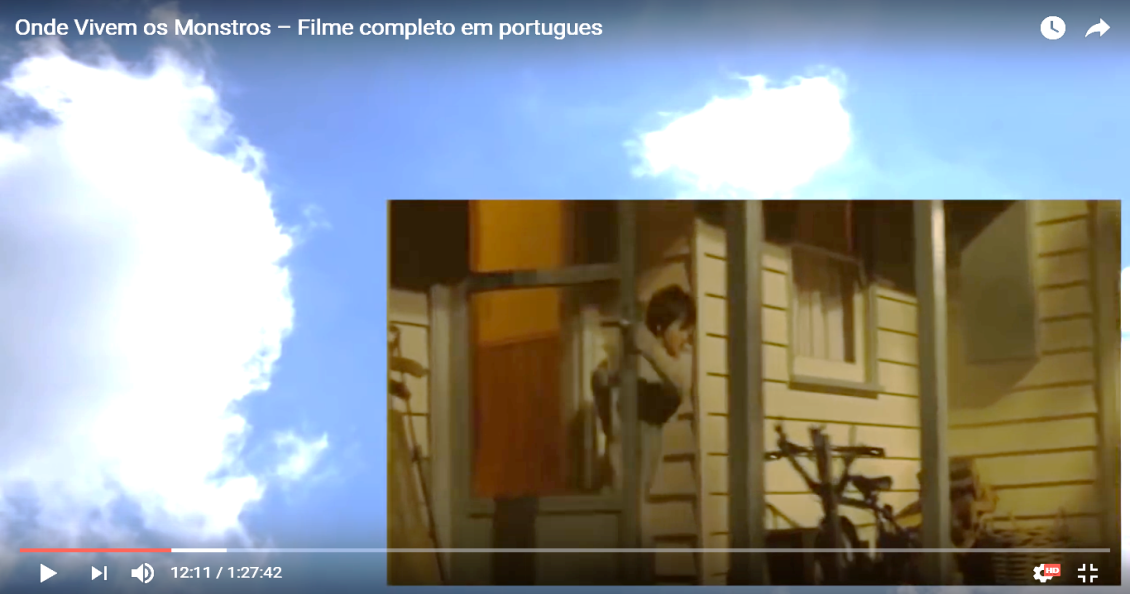 Onde Vivem os Monstros – Filme completo em portugues
12:11 / 1:27:42
HD